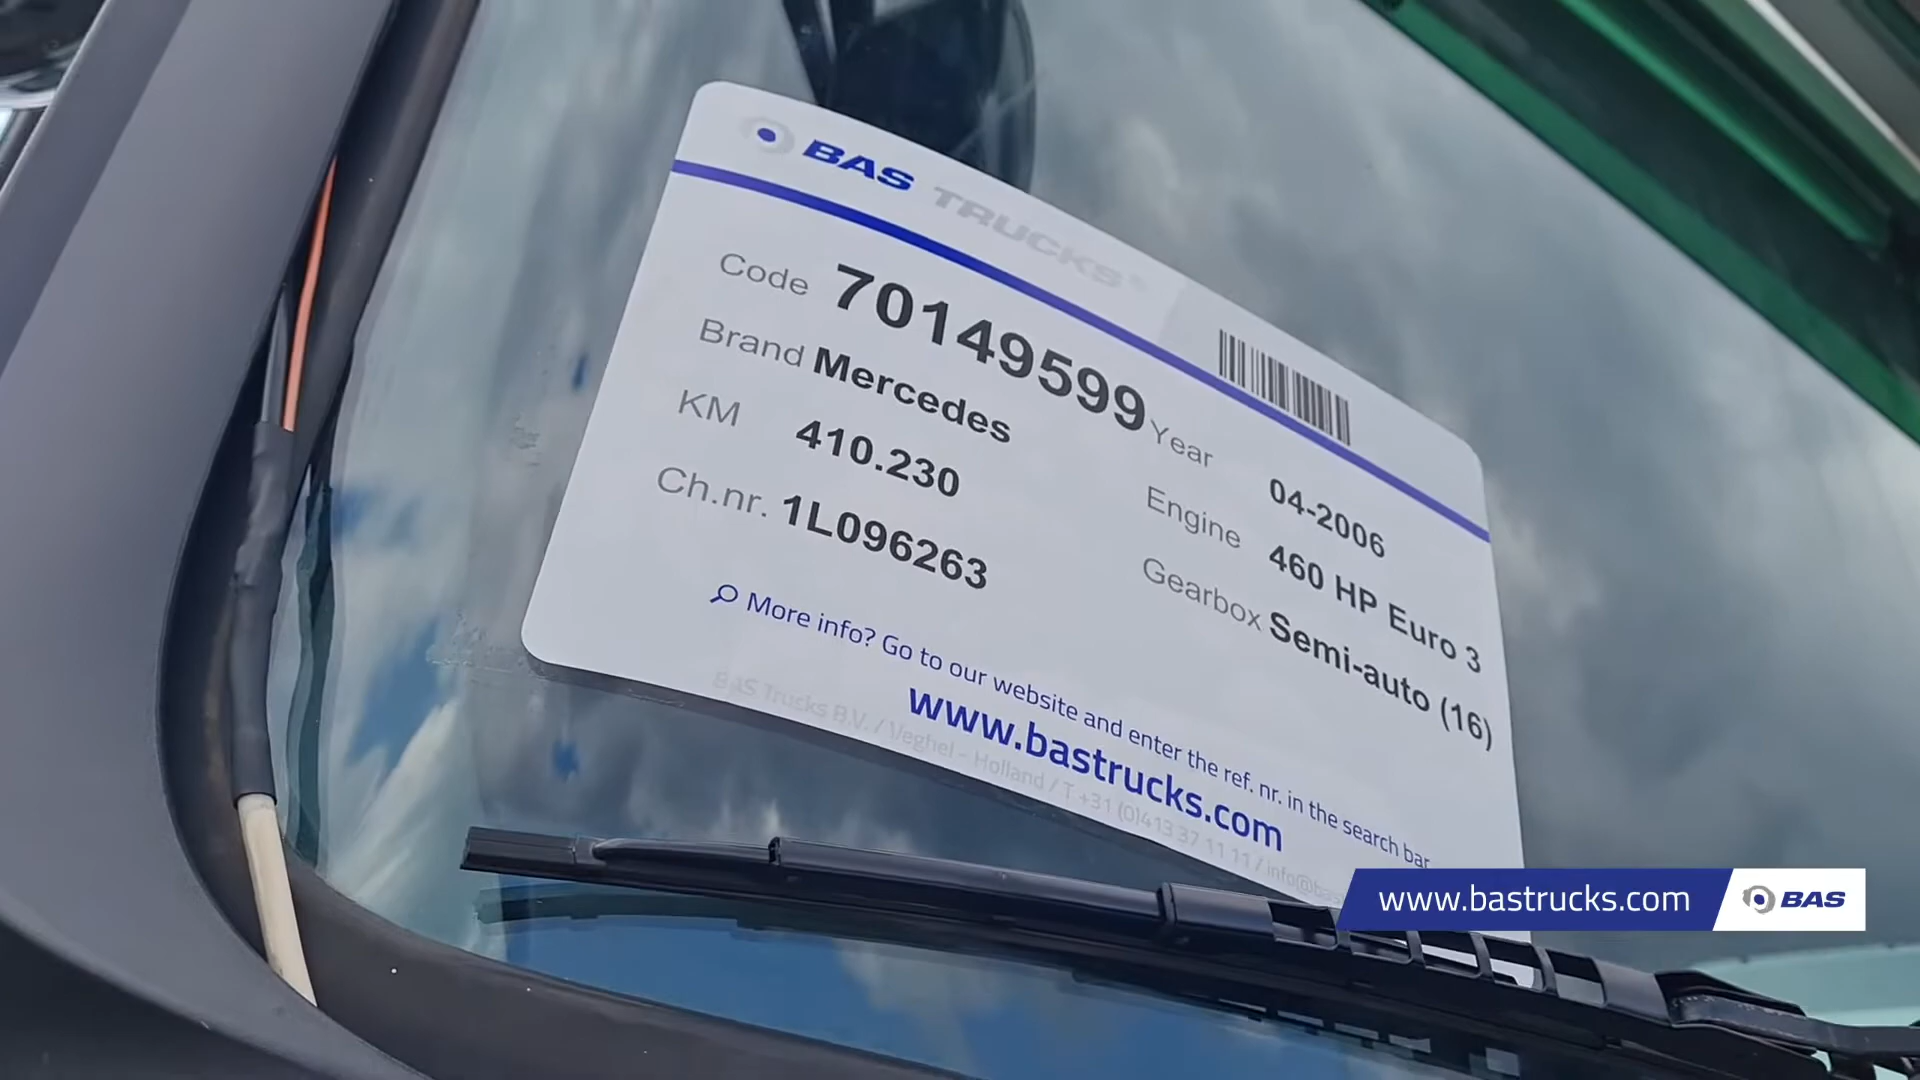 BAS TRUCKS
Code 70149599
Brand Mercedes
KM 410.230
Ch.nr. 1L096263
Year 04-2006
Engine 460 HP Euro 3
Gearbox Semi-auto (16)
More info? Go to our website and enter the ref. nr. in the search bar
www.bastrucks.com
BAS Trucks B.V. / Veghel - Holland / T +31 (0)413 37 11 11 /
www.bastrucks.com BAS